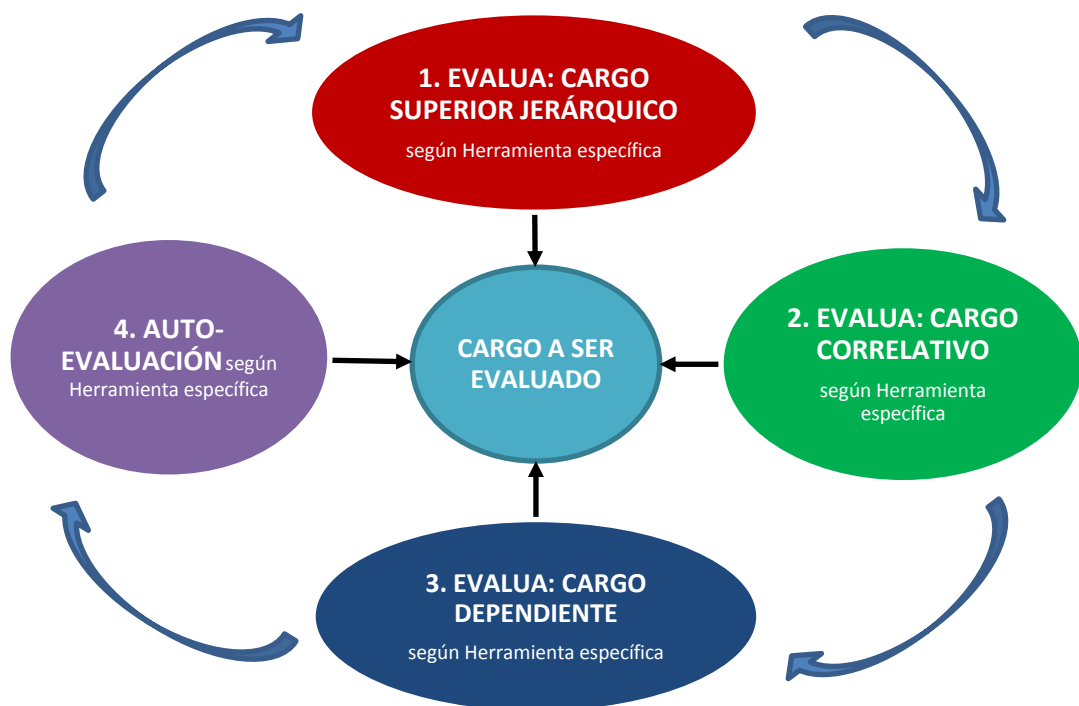 1. EVALUA: CARGO
SUPERIOR JERÁRQUICO
según Herramienta específica
4. AUTO-
EVALUACIÓN según
Herramienta específica
CARGO A SER
EVALUADO
2. EVALUA: CARGO
CORRELATIVO
según Herramienta
específica
3. EVALUA: CARGO
DEPENDIENTE
según Herramienta específica